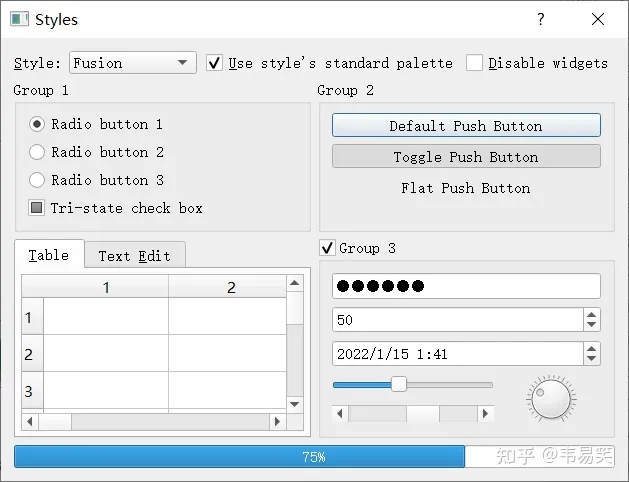 Styles
Style: Fusion Use style's standard palette Disable widgets
Group 1
Group 2
Radio button 1
Radio button 2
Radio button 3
Tri-state check box
Default Push Button
Toggle Push Button
Flat Push Button
Table Text Edit
1 2
1
2
3
Group 3
●●●●●●
50
2022/1/15 1:41
75%
知乎 @韦易笑